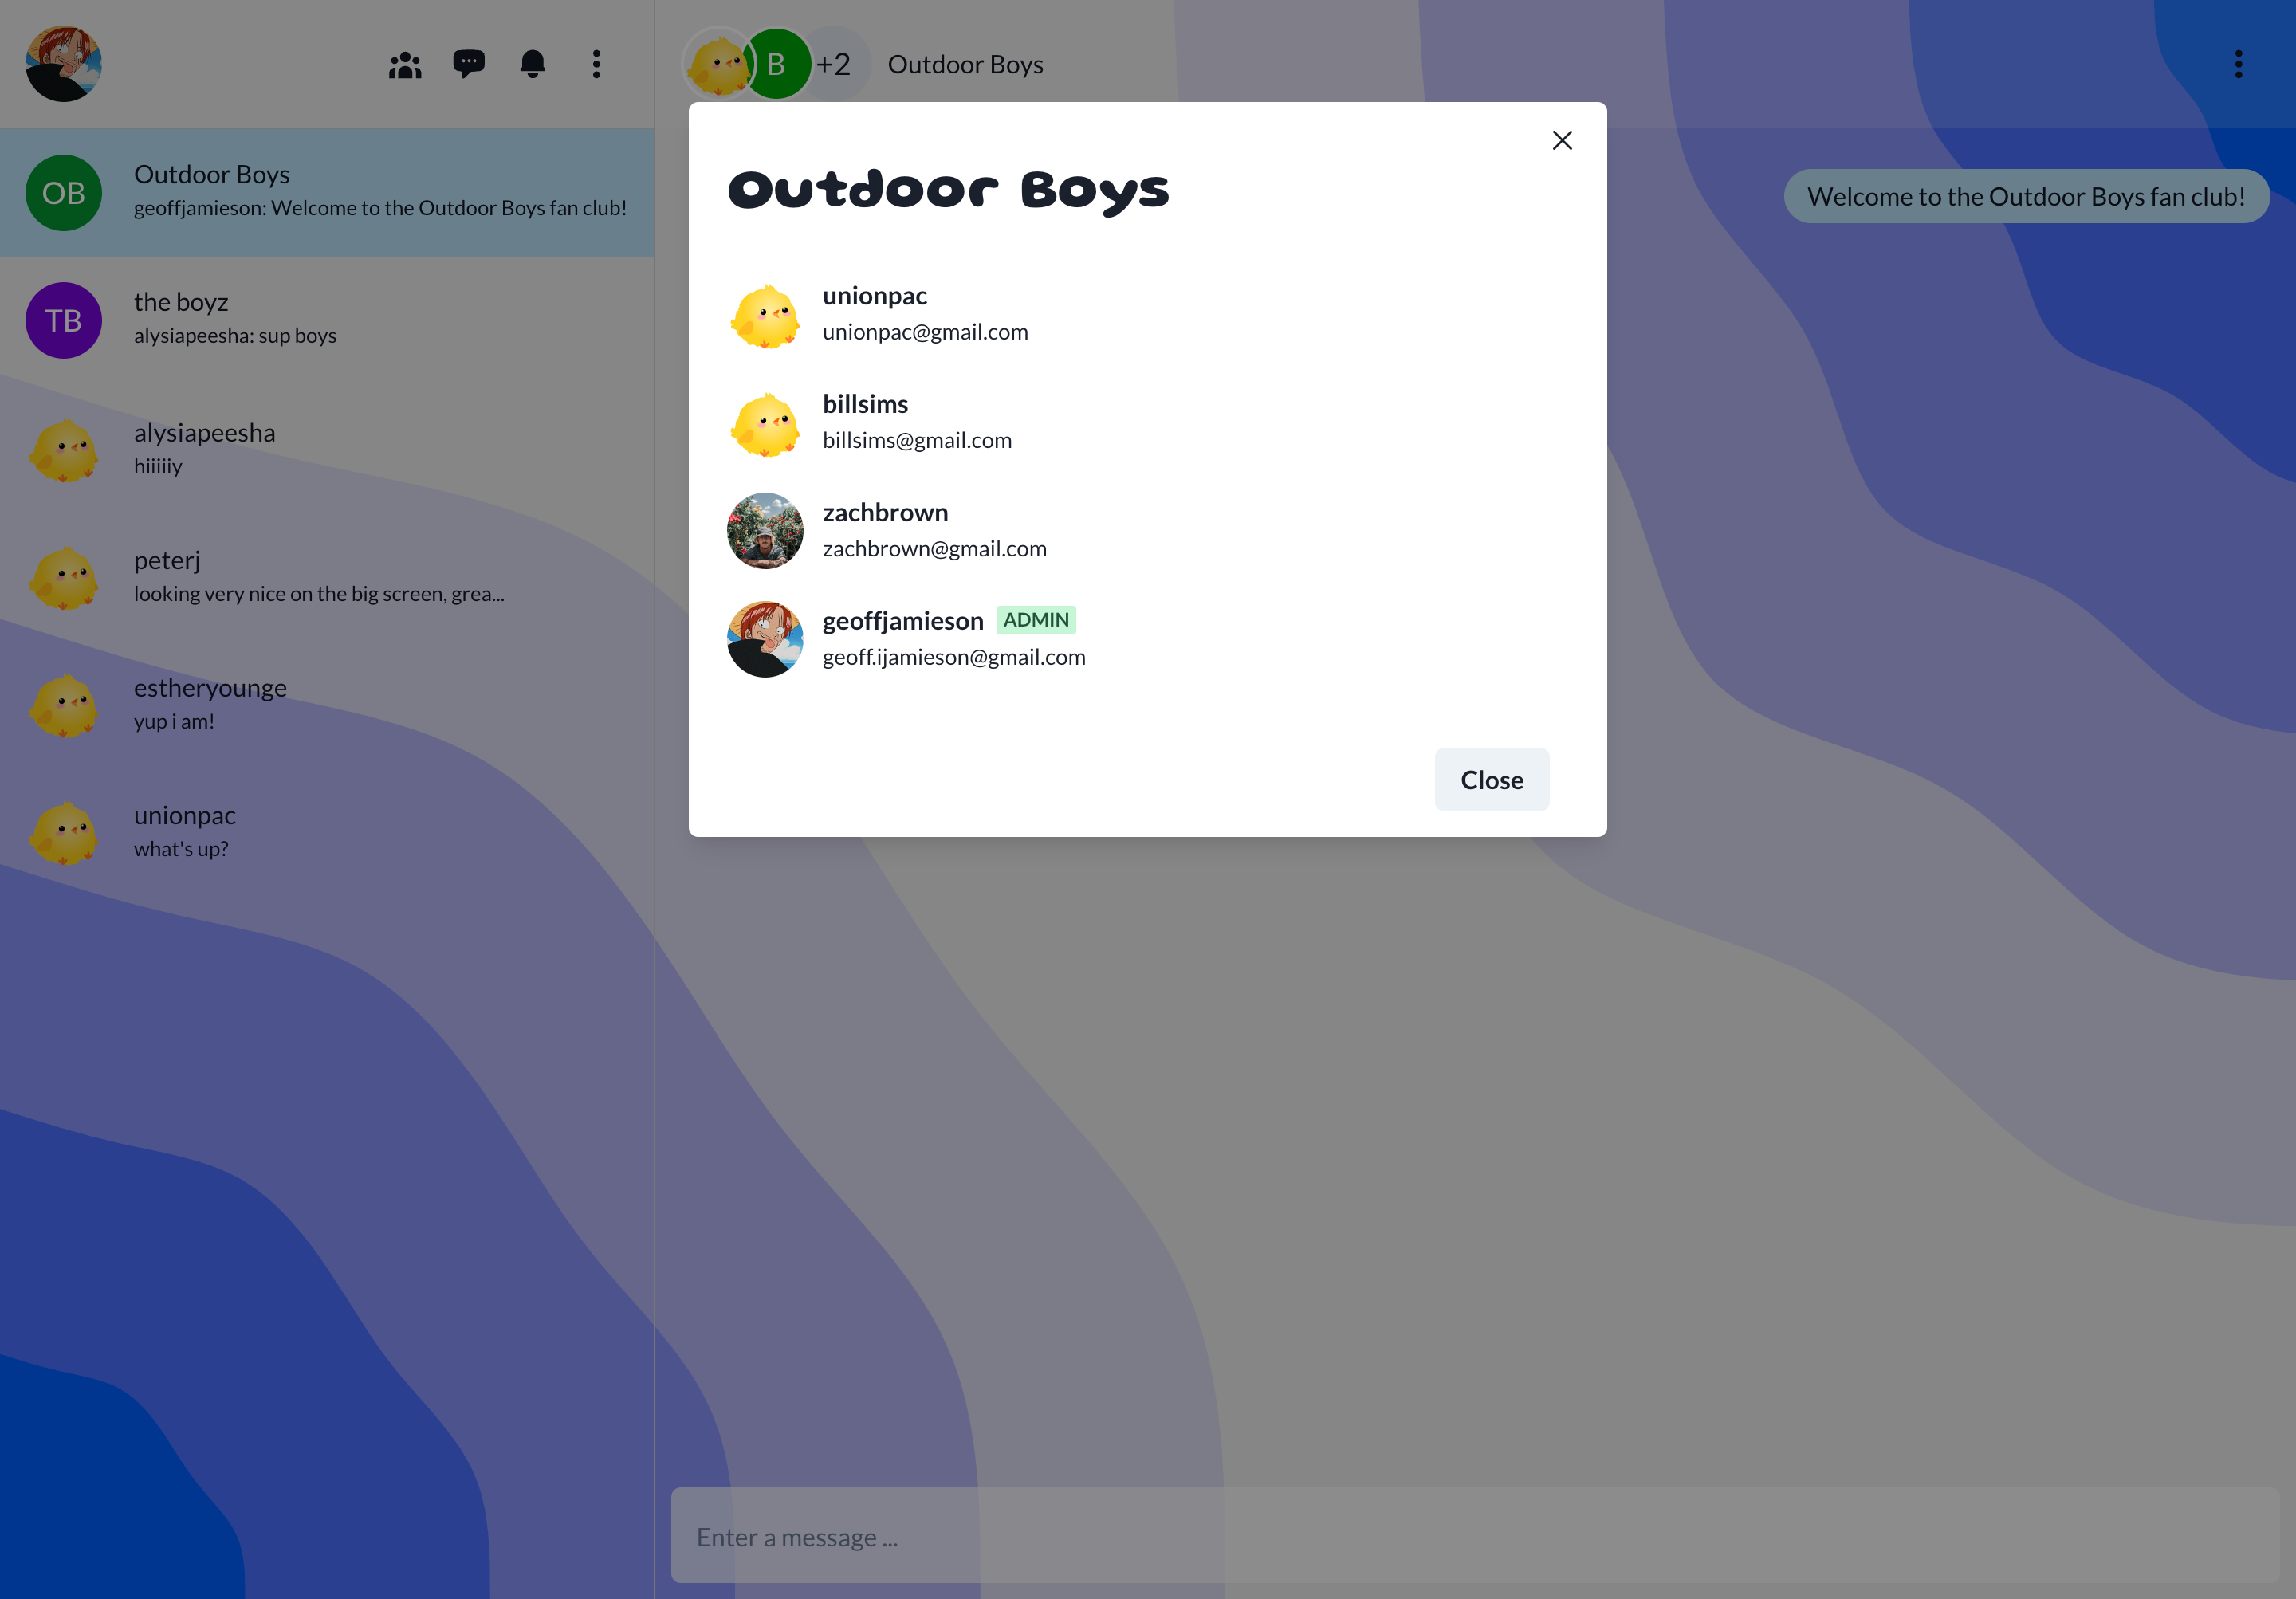 B
+2
Outdoor Boys
OB
Outdoor Boys
geoffjamieson: Welcome to the Outdoor Boys fan club!
TB
the boyz
alysiapeesha: sup boys
alysiapeesha
hiiiiiy
peterj
looking very nice on the big screen, grea...
estheryounge
yup i am!
unionpac
what's up?
Outdoor Boys
unionpac
unionpac@gmail.com
billsims
billsims@gmail.com
zachbrown
zachbrown@gmail.com
geoffjamieson ADMIN
geoff.ijamieson@gmail.com
Close
Welcome to the Outdoor Boys fan club!
Enter a message ...